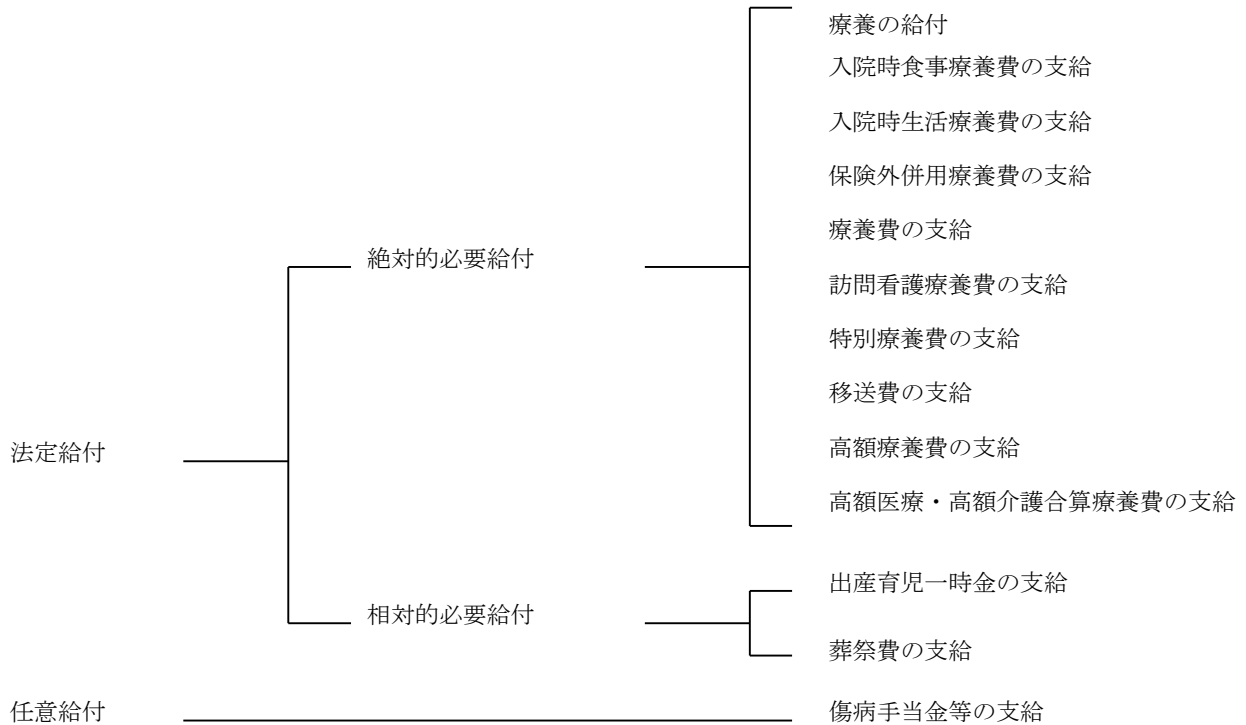 療養の給付
入院時食事療養費の支給
入院時生活療養費の支給
保険外併用療養費の支給
療養費の支給
絶対的必要給付
訪問看護療養費の支給
特別療養費の支給
移送費の支給
法定給付
高額療養費の支給
高額医療・高額介護合算療養費の支給
出産育児一時金の支給
相対的必要給付
葬祭費の支給
任意給付
傷病手当金等の支給